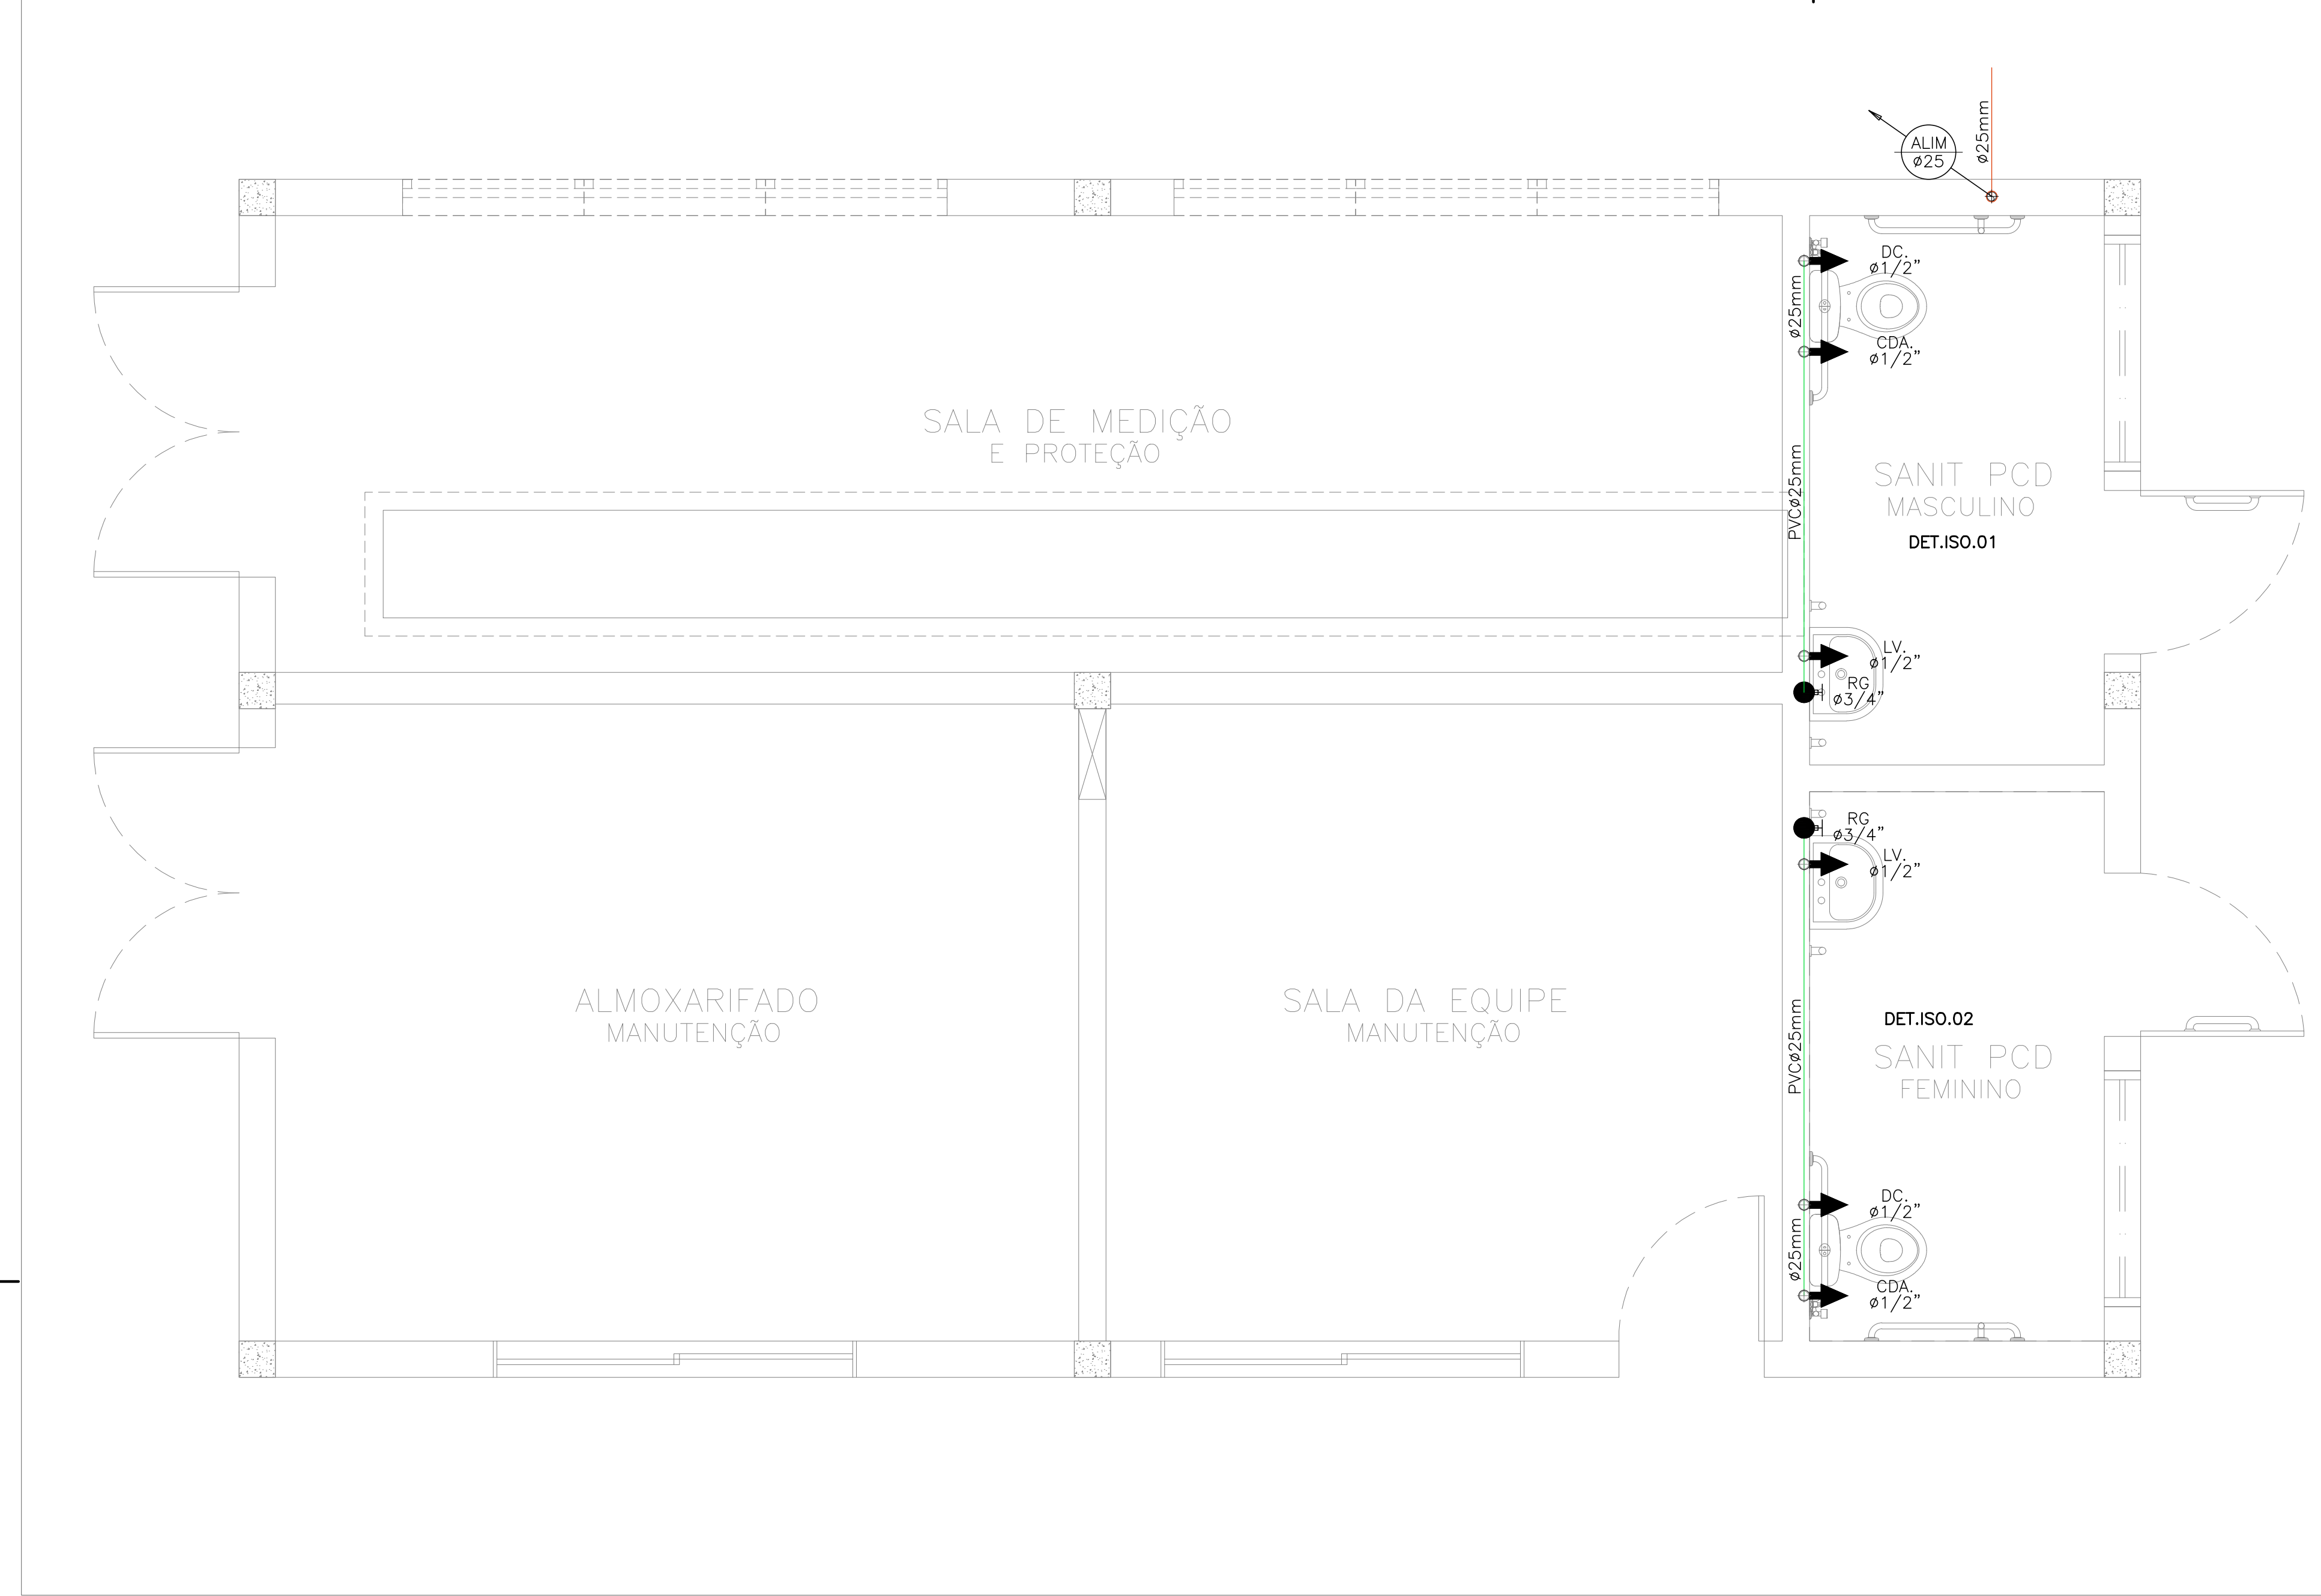 ALIM
ø25
ø25mm
DC.
ø1/2"
ø25mm
CDA.
ø1/2"
SALA DE MEDIÇÃO
E PROTEÇÃO
PVCø25mm
SANIT PCD
MASCULINO
DET.ISO.01
LV.
ø1/2"
RG
ø3/4"
RG
ø3/4"
LV.
ø1/2"
ALMOXARIFADO
MANUTENÇÃO
SALA DA EQUIPE
MANUTENÇÃO
PVCø25mm
DET.ISO.02
SANIT PCD
FEMININO
DC.
ø1/2"
ø25mm
CDA.
ø1/2"